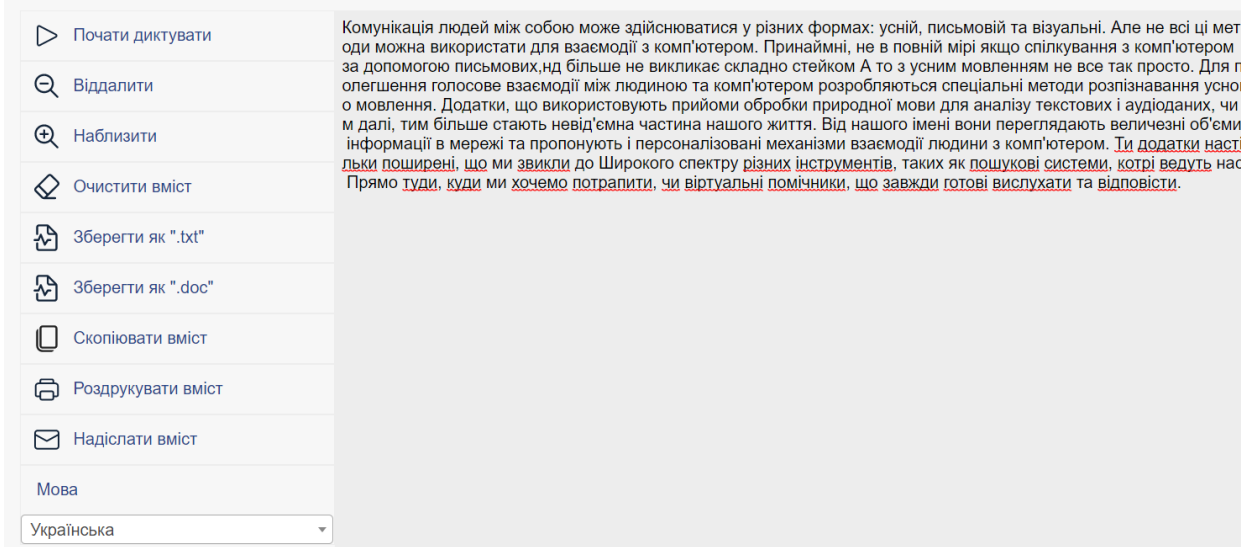 Почати диктувати
Віддалити
Наблизити
Очистити вміст
Зберегти як ".txt"
Зберегти як ".doc"
Скопіювати вміст
Роздрукувати вміст
Надіслати вміст
Мова
Українська
Комунікація людей між собою може здійснюватися у різних формах: усній, письмовій та візуальні. Але не всі ці мет
оди можна використати для взаємодії з комп'ютером. Принаймні, не в повній мірі якщо спілкування з комп'ютером
за допомогою письмових,нд більше не викликає складно стейком А то з усним мовленням не все так просто. Для п
олегшення голосове взаємодії між людиною та комп'ютером розробляються спеціальні методи розпізнавання усног
о мовлення. Додатки, що використовують прийоми обробки природної мови для аналізу текстових і аудіоданих, чи
м далі, тим більше стають невід'ємна частина нашого життя. Від нашого імені вони переглядають величезні об'єми
інформації в мережі та пропонують і персоналізовані механізми взаємодії людини з комп'ютером. Ти додатки насті
льки поширені, що ми звикли до Широкого спектру різних інструментів, таких як пошукові системи, котрі ведуть нас
Прямо туди, куди ми хочемо потрапити, чи віртуальні помічники, що завжди готові вислухати та відповісти.